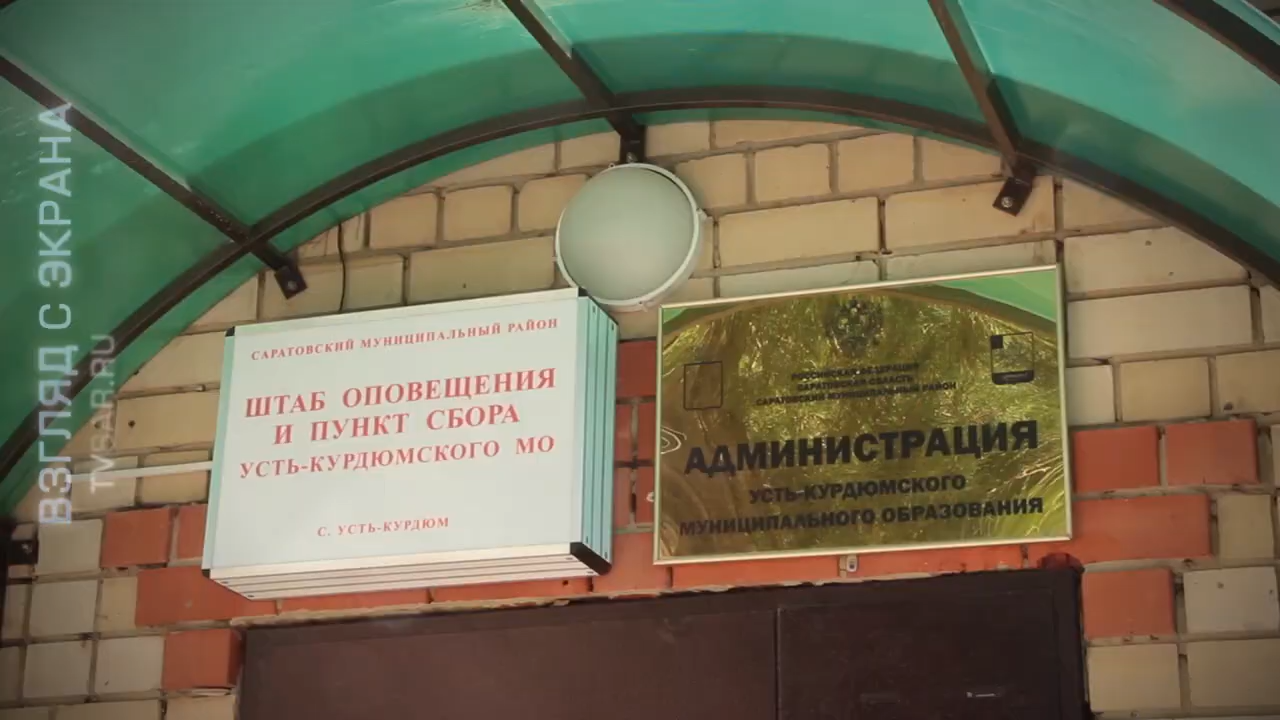 ВЗГЛЯД С ЭКРАНА
TVSAR.RU
САРАТОВСКИЙ МУНИЦИПАЛЬНЫЙ РАЙОН
ШТАБ ОПОВЕЩЕНИЯ
И ПУНКТ СБОРА
УСТЬ-КУРДЮМСКОГО МО
С. УСТЬ-КУРДЮМ
РОССИЙСКАЯ ФЕДЕРАЦИЯ
САРАТОВСКАЯ ОБЛАСТЬ
САРАТОВСКИЙ МУНИЦИПАЛЬНЫЙ РАЙОН
АДМИНИСТРАЦИЯ
УСТЬ-КУРДЮМСКОГО
МУНИЦИПАЛЬНОГО ОБРАЗОВАНИЯ